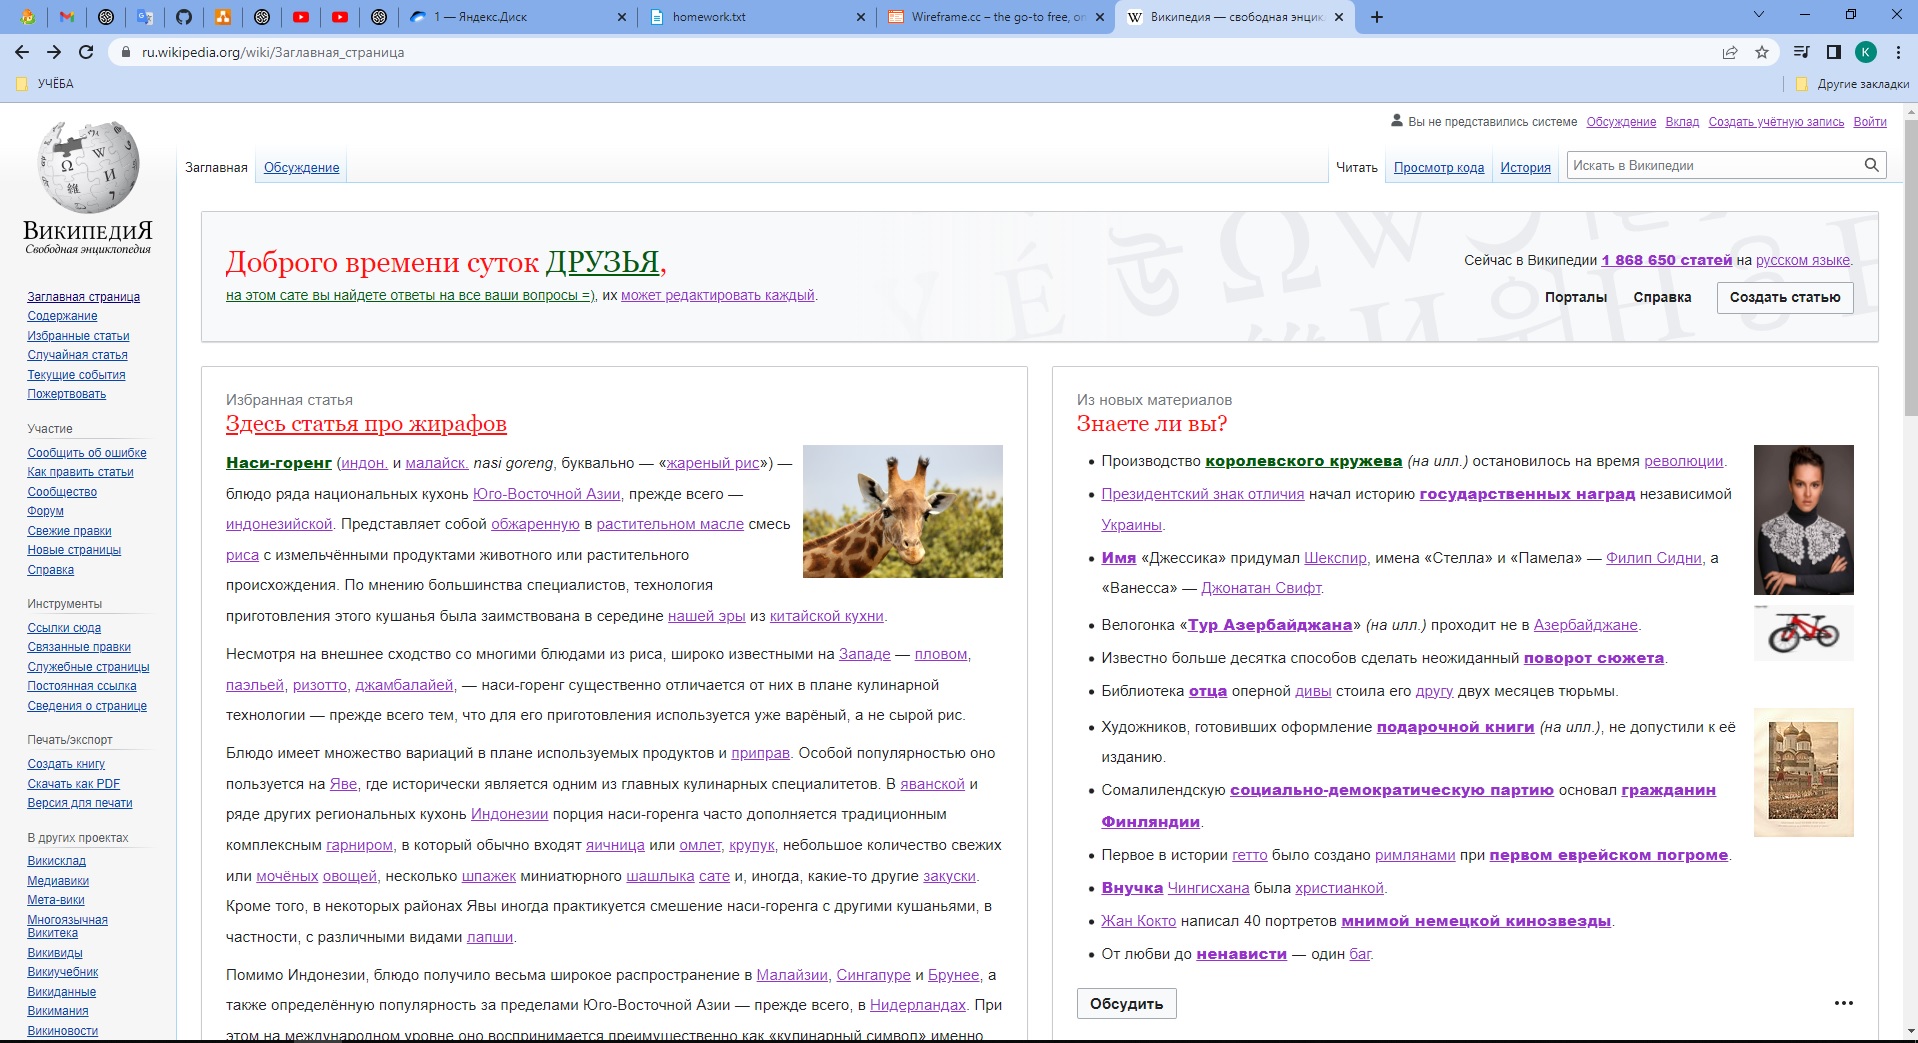 1 — Яндекс.Диск
homework.txt
Wireframe.cc – the go-to free, on
Википедия — свободная энцик
ru.wikipedia.org/wiki/Заглавная_страница
K
УЧЁБА
Другие закладки
Вы не представились системе Обсуждение Вклад Создать учётную запись Войти
Заглавная Обсуждение
Читать Просмотр кода История Искать в Википедии
ВикипедиЯ
Свободная энциклопедия
Заглавная страница
Содержание
Избранные статьи
Случайная статья
Текущие события
Пожертвовать
Участие
Сообщить об ошибке
Как править статьи
Сообщество
Форум
Свежие правки
Новые страницы
Справка
Инструменты
Ссылки сюда
Связанные правки
Служебные страницы
Постоянная ссылка
Сведения о странице
Печать/экспорт
Создать книгу
Скачать как PDF
Версия для печати
В других проектах
Викисклад
Медиавики
Мета-вики
Многоязычная
Викитека
Викивиды
Викиучебник
Викиданные
Викимания
Викиновости
Доброго времени суток ДРУЗЬЯ,
на этом сате вы найдете ответы на все ваши вопросы =), их может редактировать каждый.
Сейчас в Википедии 1 868 650 статей на русском языке.
Порталы Справка Создать статью
Избранная статья
Здесь статья про жирафов
Наси-горенг (индон. и малайск. nasi goreng, буквально — «жареный рис») —
блюдо ряда национальных кухонь Юго-Восточной Азии, прежде всего —
индонезийской. Представляет собой обжаренную в растительном масле смесь
риса с измельчёнными продуктами животного или растительного
происхождения. По мнению большинства специалистов, технология
приготовления этого кушанья была заимствована в середине нашей эры из китайской кухни.
Несмотря на внешнее сходство со многими блюдами из риса, широко известными на Западе — пловом,
паэльей, ризотто, джамбалайей, — наси-горенг существенно отличается от них в плане кулинарной
технологии — прежде всего тем, что для его приготовления используется уже варёный, а не сырой рис.
Блюдо имеет множество вариаций в плане используемых продуктов и приправ. Особой популярностью оно
пользуется на Яве, где исторически является одним из главных кулинарных специалитетов. В яванской и
ряде других региональных кухонь Индонезии порция наси-горенга часто дополняется традиционным
комплексным гарниром, в который обычно входят яичница или омлет, крупук, небольшое количество свежих
или мочёных овощей, несколько шпажек миниатюрного шашлыка сате и, иногда, какие-то другие закуски.
Кроме того, в некоторых районах Явы иногда практикуется смешение наси-горенга с другими кушаньями, в
частности, с различными видами лапши.
Помимо Индонезии, блюдо получило весьма широкое распространение в Малайзии, Сингапуре и Брунее, а
также определённую популярность за пределами Юго-Восточной Азии — прежде всего, в Нидерландах. При
этом на международном уровне оно воспринимается преимущественно как «кулинарный символ» именно
Из новых материалов
Знаете ли вы?
Производство королевского кружева (на илл.) остановилось на время революции.
Президентский знак отличия начал историю государственных наград независимой
Украины.
Имя «Джессика» придумал Шекспир, имена «Стелла» и «Памела» — Филип Сидни, а
«Ванесса» — Джонатан Свифт.
Велогонка «Тур Азербайджана» (на илл.) проходит не в Азербайджане.
Известно больше десятка способов сделать неожиданный поворот сюжета.
Библиотека отца оперной дивы стоила его другу двух месяцев тюрьмы.
Художников, готовивших оформление подарочной книги (на илл.), не допустили к её
изданию.
Сомалилендскую социально-демократическую партию основал гражданин
Финляндии.
Первое в истории гетто было создано римлянами при первом еврейском погроме.
Внучка Чингисхана была христианкой.
Жан Кокто написал 40 портретов мнимой немецкой кинозвезды.
От любви до ненависти — один баг.
Обсудить